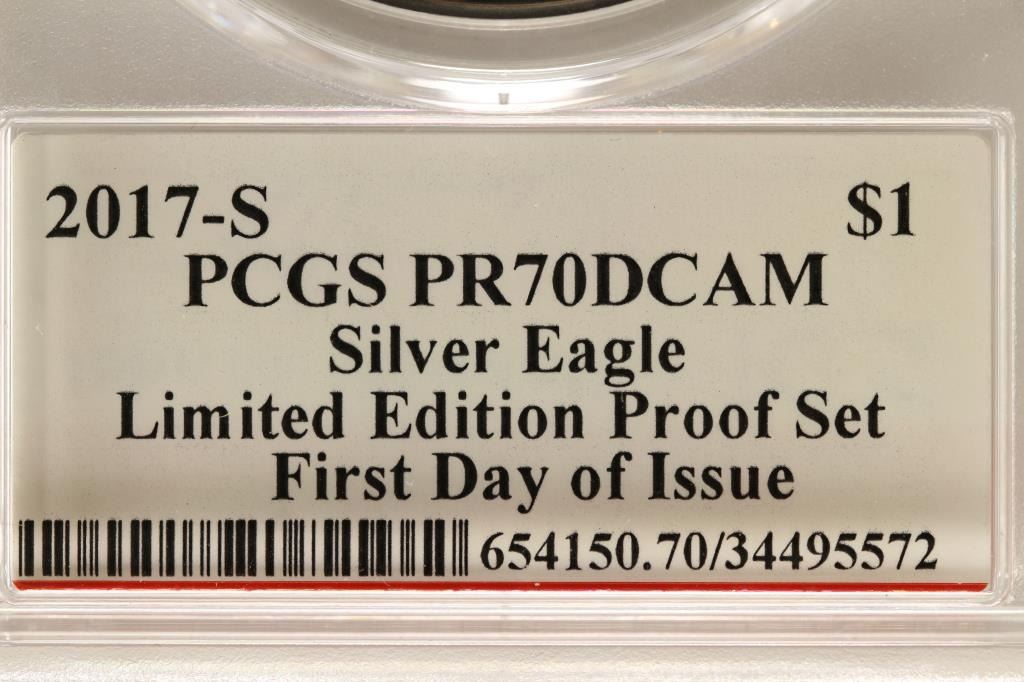 2017-S $1
PCGS PR70DCAM
Silver Eagle
Limited Edition Proof Set
First Day of Issue
654150.70/34495572